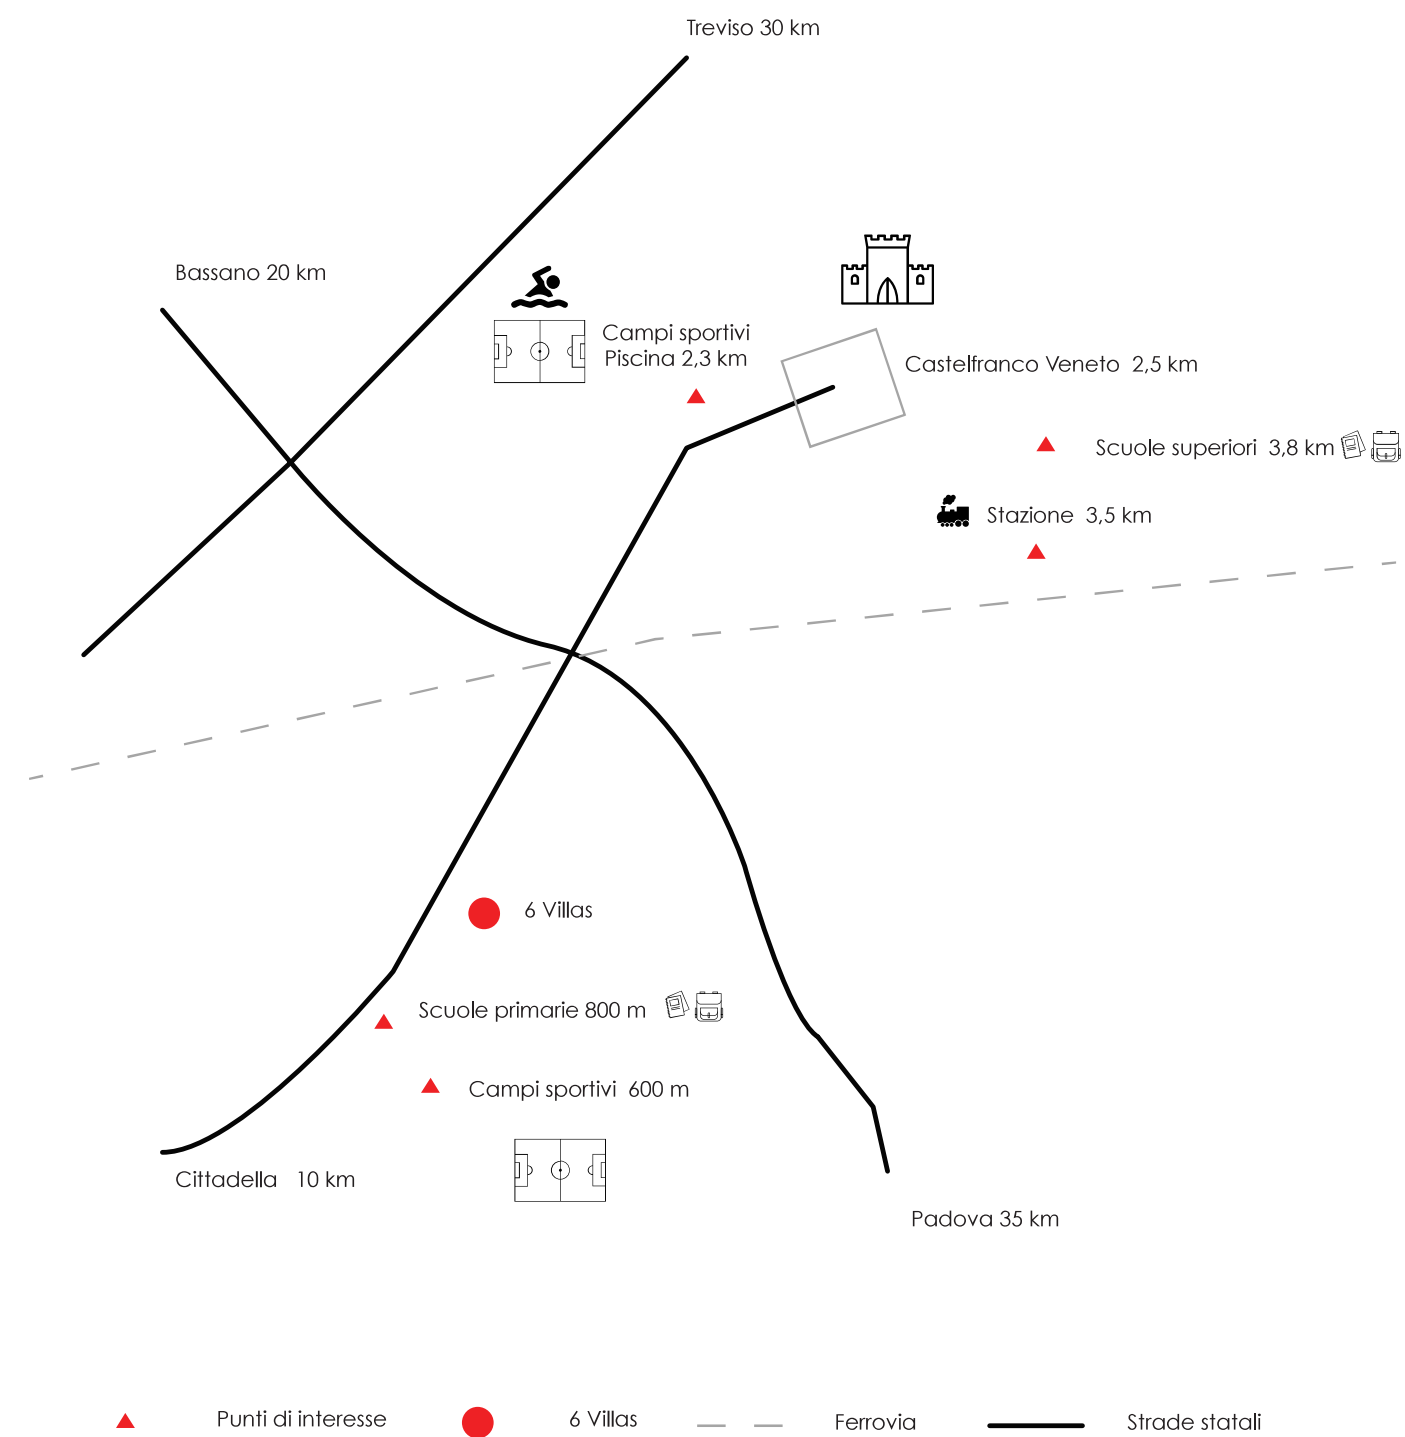 Treviso 30 km
Bassano 20 km
Campi sportivi
Piscina 2,3 km
Castelfranco Veneto 2,5 km
Scuole superiori 3,8 km
Stazione 3,5 km
6 Villas
Scuole primarie 800 m
Campi sportivi 600 m
Cittadella 10 km
Padova 35 km
Punti di interesse
6 Villas
Ferrovia
Strade statali